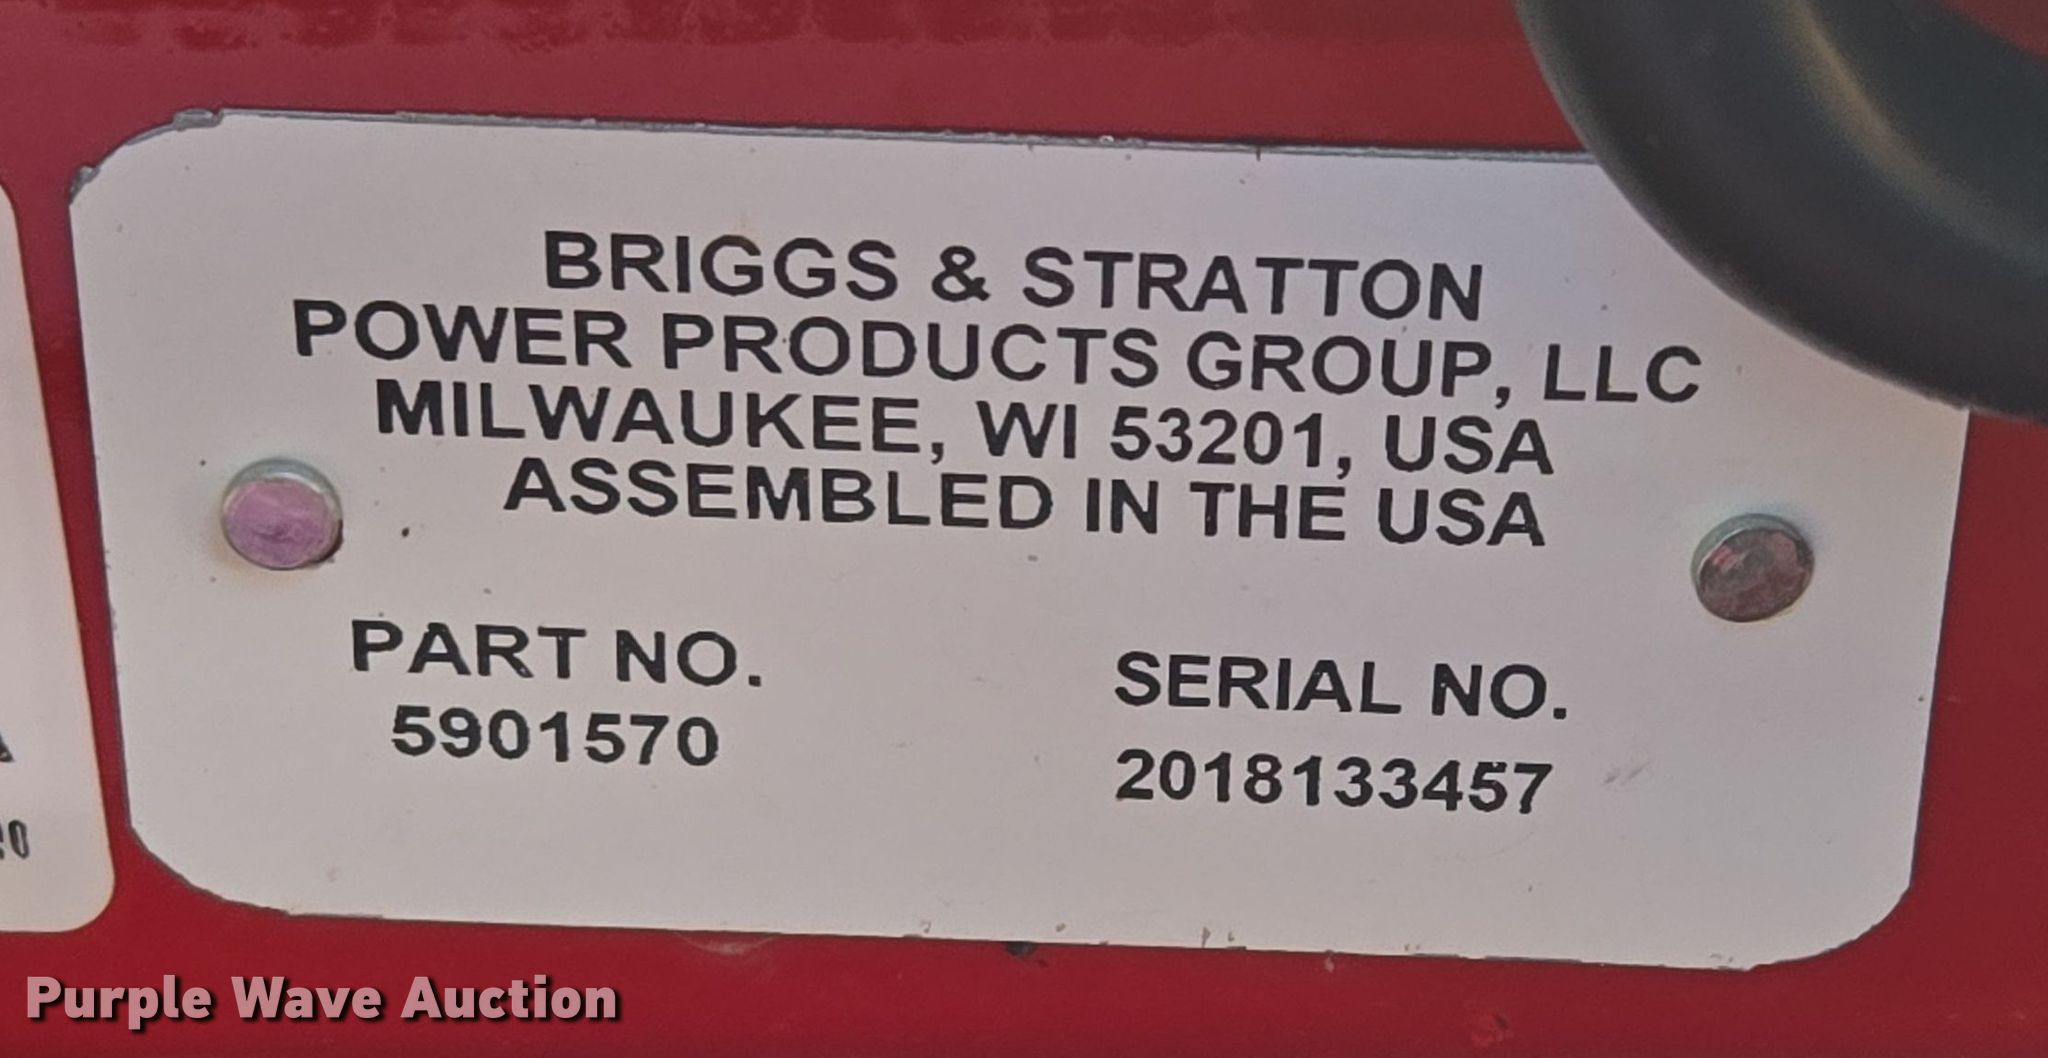 BRIGGS & STRATTON
POWER PRODUCTS GROUP, LLC
MILWAUKEE, WI 53201, USA
ASSEMBLED IN THE USA
PART NO.
5901570
SERIAL NO.
2018133457
Purple Wave Auction